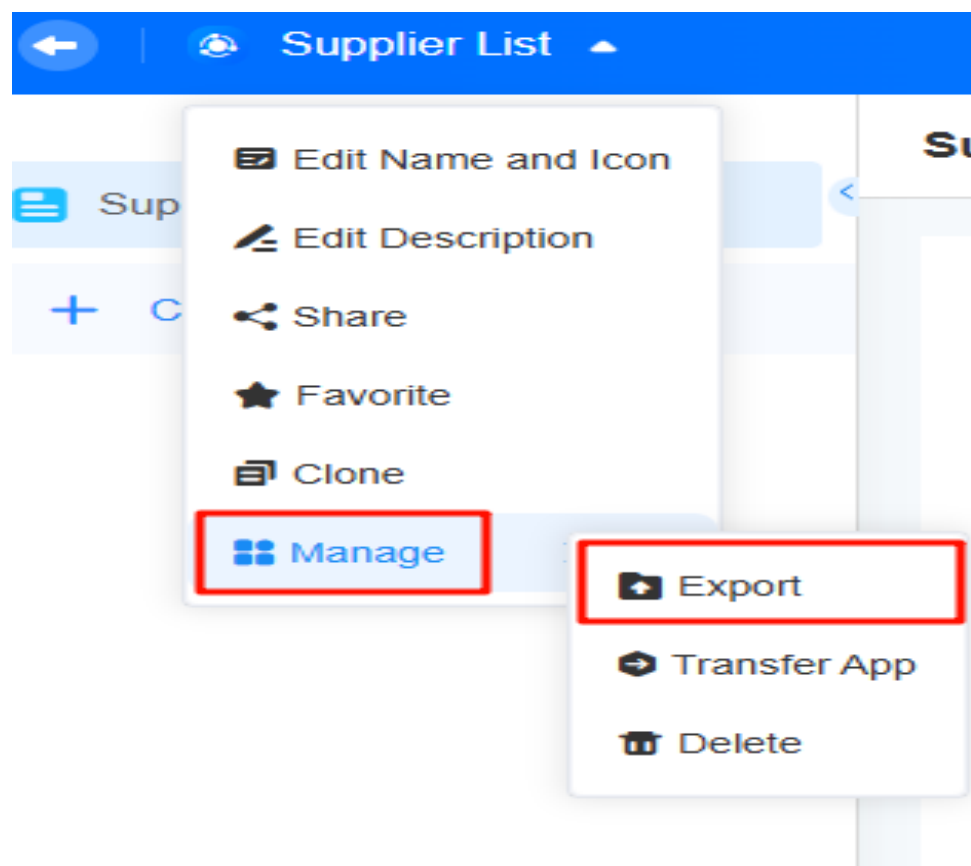 Supplier List
Su
Edit Name and Icon
Sup
Edit Description
C
Share
Favorite
Clone
Manage
Export
Transfer App
Delete